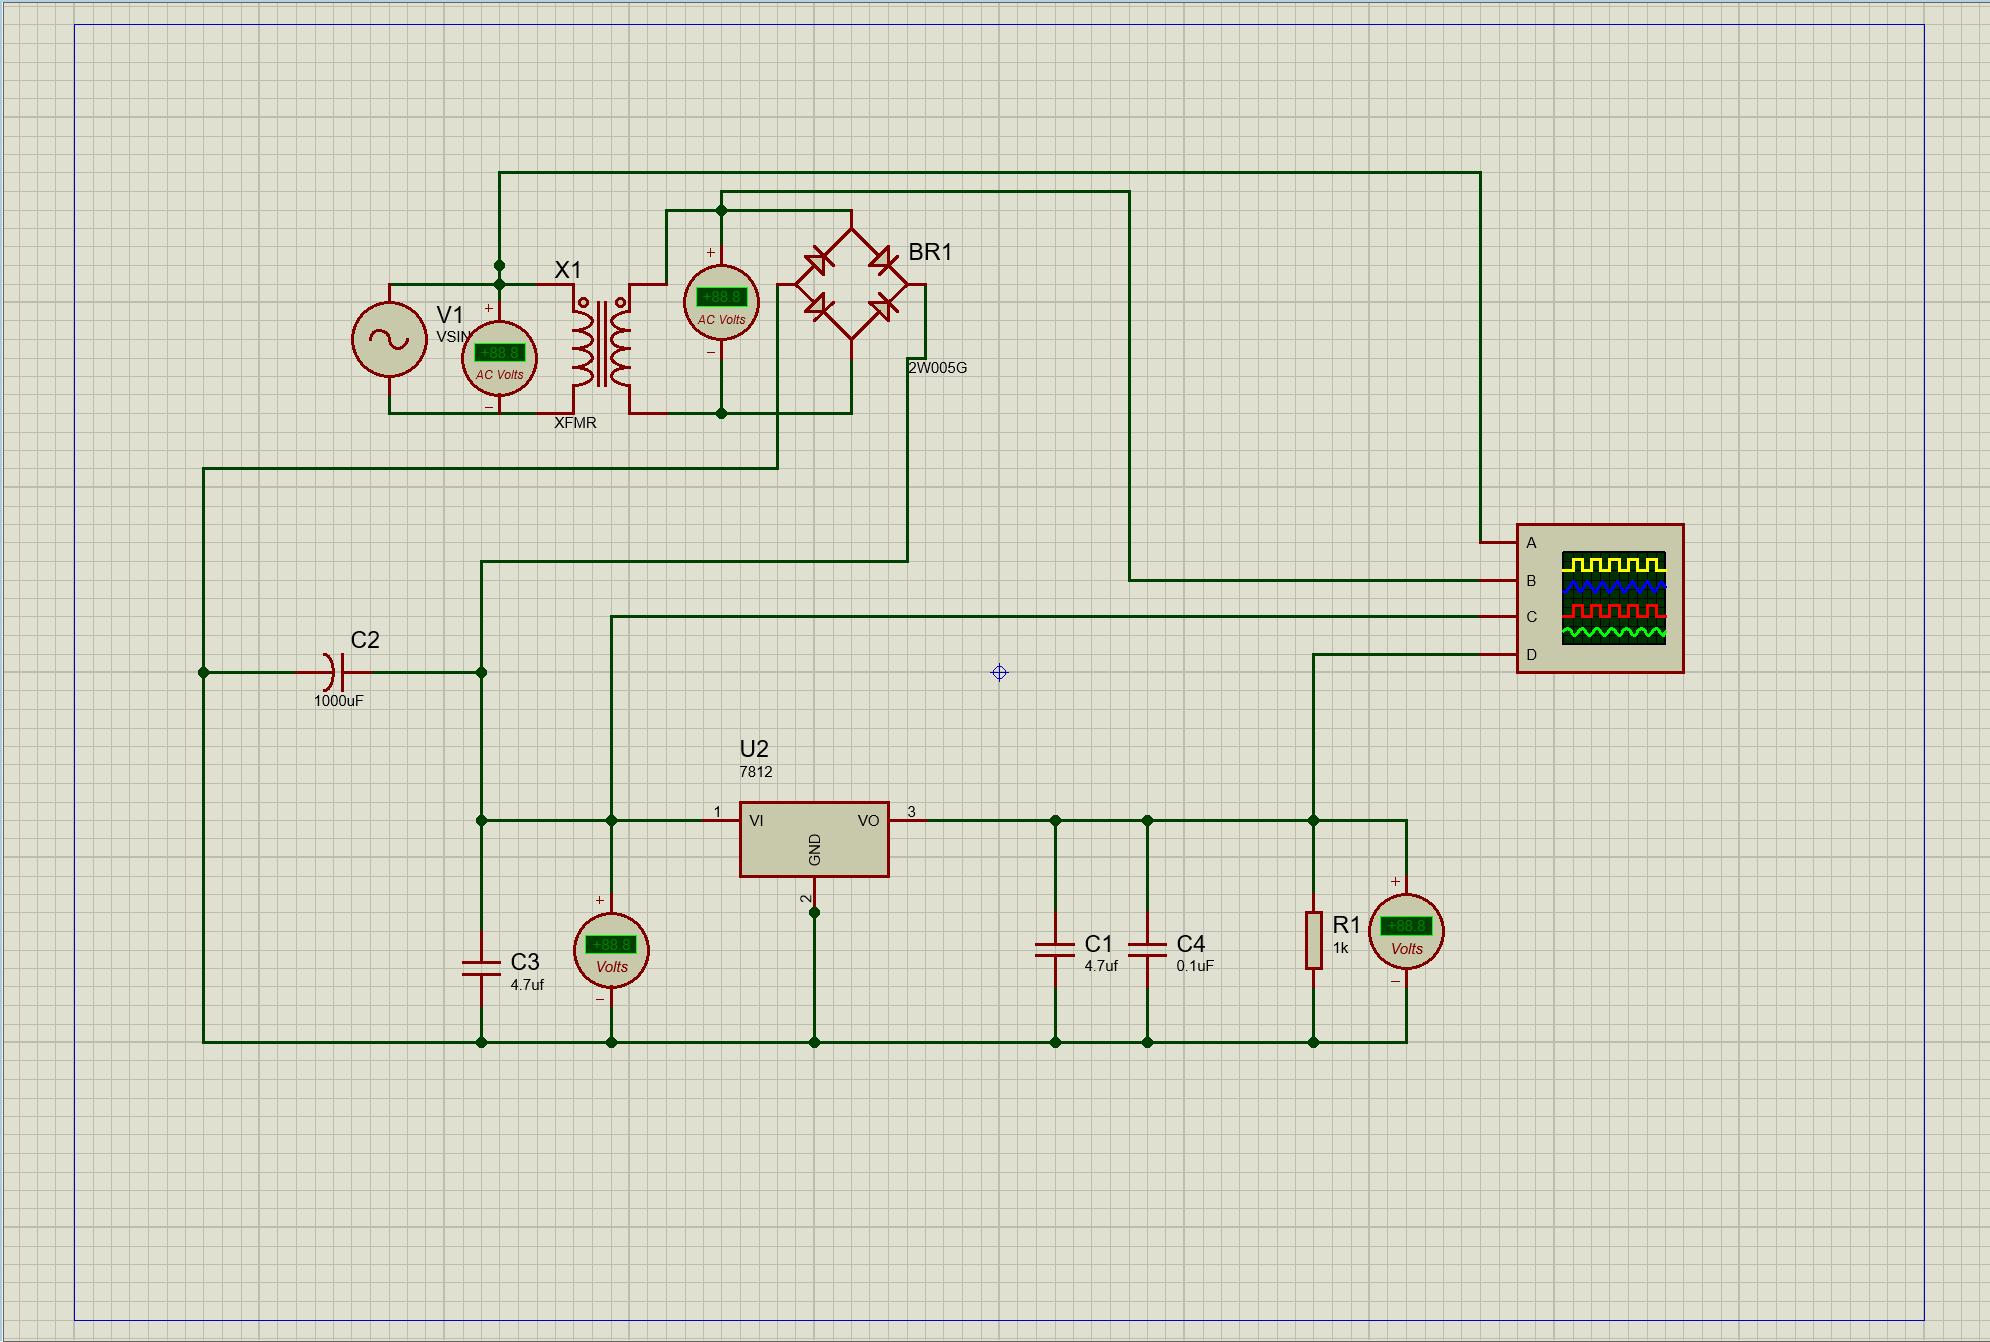 X1
BR1
+88.8
AC Volts
V1
VSIN
+88.8
AC Volts
XFMR
2W005G
A
B
C
D
C2
1000uF
U2
7812
1
VI
VO
3
GND
2
+88.8
Volts
C3
4.7uf
C1
4.7uf
C4
0.1uF
R1
1k
+88.8
Volts